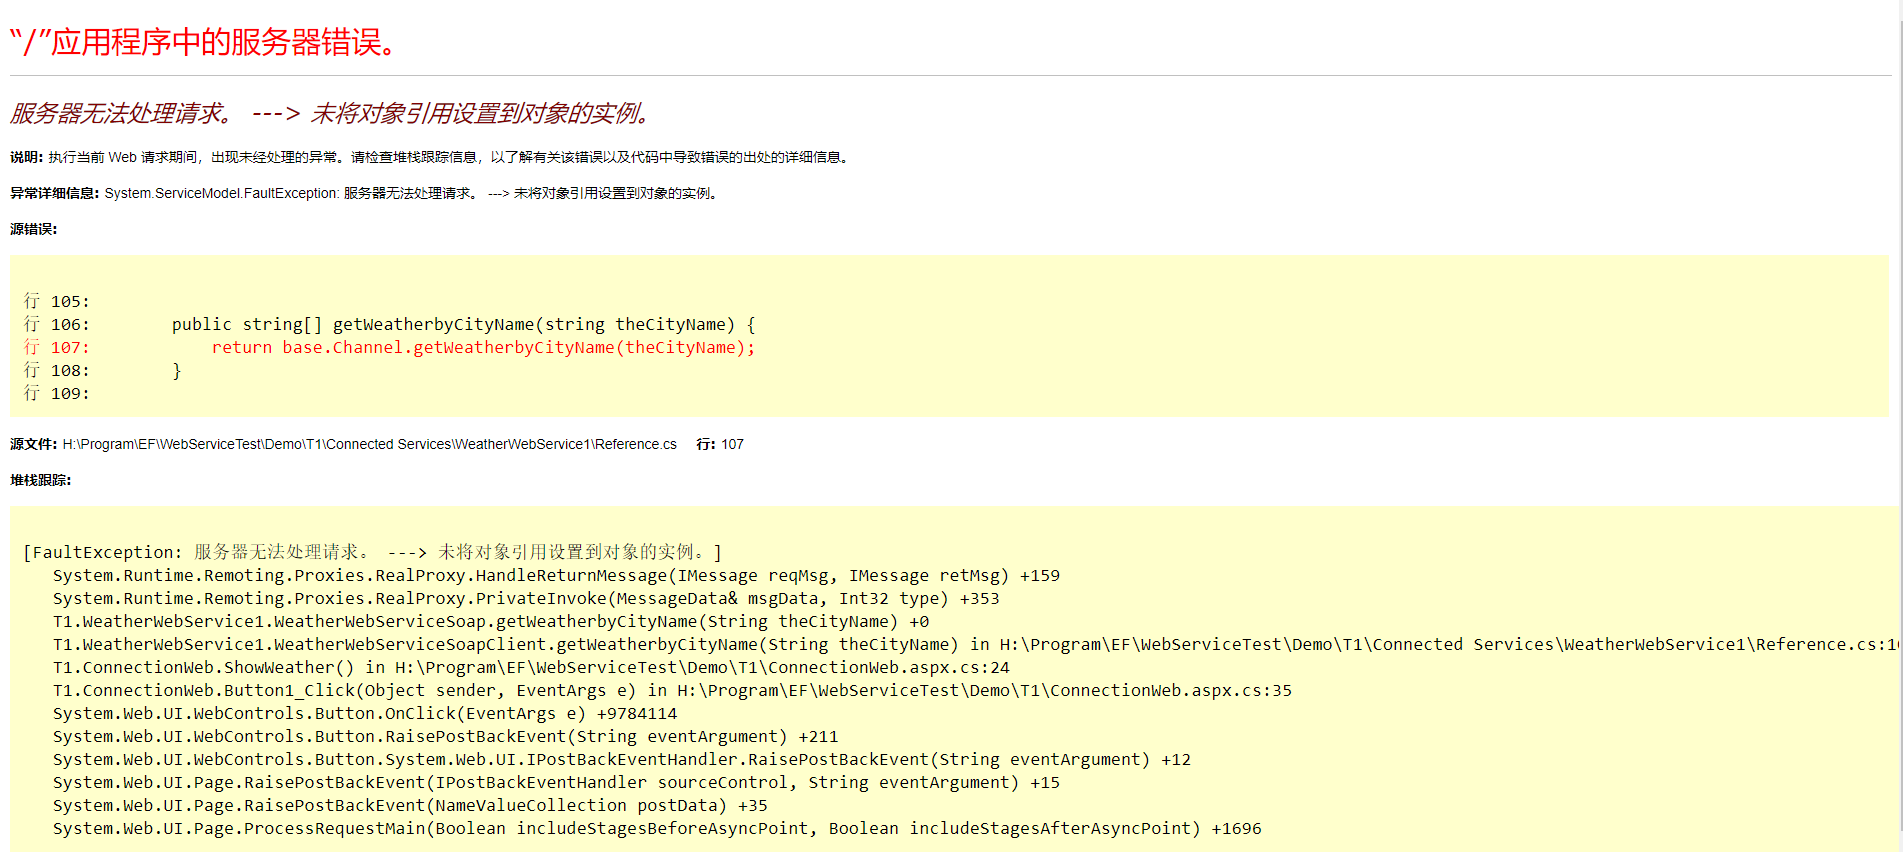 “/”应用程序中的服务器错误。
服务器无法处理请求。 ---> 未将对象引用设置到对象的实例。
说明: 执行当前 Web 请求期间，出现未经处理的异常。请检查堆栈跟踪信息，以了解有关该错误以及代码中导致错误的出处的详细信息。
异常详细信息: System.ServiceModel.FaultException: 服务器无法处理请求。 ---> 未将对象引用设置到对象的实例。
源错误:
行 105:
行 106:        public string[] getWeatherbyCityName(string theCityName) {
行 107:            return base.Channel.getWeatherbyCityName(theCityName);
行 108:        }
行 109:
源文件: H:\Program\EF\WebServiceTest\Demo\T1\Connected Services\WeatherWebService1\Reference.cs    行: 107
堆栈跟踪:
[FaultException: 服务器无法处理请求。 ---> 未将对象引用设置到对象的实例。]
System.Runtime.Remoting.Proxies.RealProxy.HandleReturnMessage(IMessage reqMsg, IMessage retMsg) +159
System.Runtime.Remoting.Proxies.RealProxy.PrivateInvoke(MessageData& msgData, Int32 type) +353
T1.WeatherWebService1.WeatherWebServiceSoap.getWeatherbyCityName(String theCityName) +0
T1.WeatherWebService1.WeatherWebServiceSoapClient.getWeatherbyCityName(String theCityName) in H:\Program\EF\WebServiceTest\Demo\T1\Connected Services\WeatherWebService1\Reference.cs:1
T1.ConnectionWeb.ShowWeather() in H:\Program\EF\WebServiceTest\Demo\T1\ConnectionWeb.aspx.cs:24
T1.ConnectionWeb.Button1_Click(Object sender, EventArgs e) in H:\Program\EF\WebServiceTest\Demo\T1\ConnectionWeb.aspx.cs:35
System.Web.UI.WebControls.Button.OnClick(EventArgs e) +9784114
System.Web.UI.WebControls.Button.RaisePostBackEvent(String eventArgument) +211
System.Web.UI.WebControls.Button.System.Web.UI.IPostBackEventHandler.RaisePostBackEvent(String eventArgument) +12
System.Web.UI.Page.RaisePostBackEvent(IPostBackEventHandler sourceControl, String eventArgument) +15
System.Web.UI.Page.RaisePostBackEvent(NameValueCollection postData) +35
System.Web.UI.Page.ProcessRequestMain(Boolean includeStagesBeforeAsyncPoint, Boolean includeStagesAfterAsyncPoint) +1696